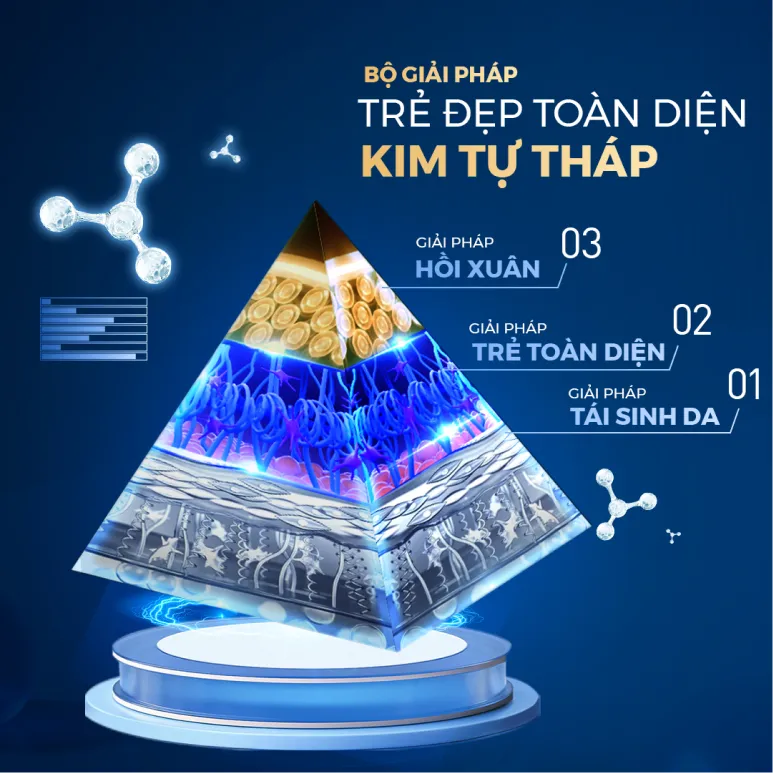 BỘ GIẢI PHÁP
TRẺ ĐẸP TOÀN DIỆN
KIM TỰ THÁP
GIẢI PHÁP 03
HỒI XUÂN
GIẢI PHÁP 02
TRẺ TOÀN DIỆN
GIẢI PHÁP 01
TÁI SINH DA